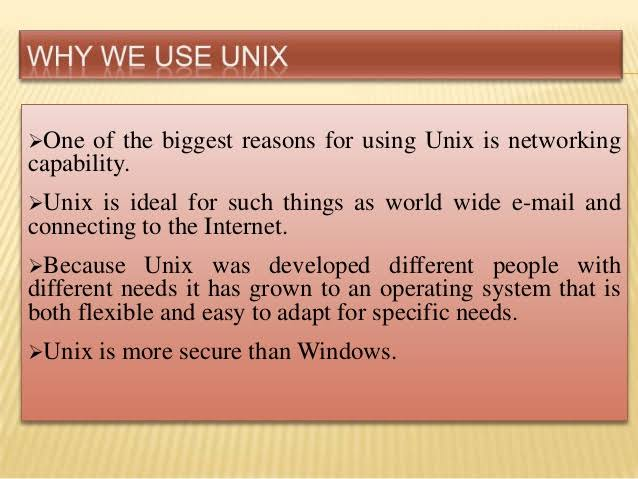 WHY WE USE UNIX
➢One of the biggest reasons for using Unix is networking
capability.
➢Unix is ideal for such things as world wide e-mail and
connecting to the Internet.
➢Because Unix was developed different people with
different needs it has grown to an operating system that is
both flexible and easy to adapt for specific needs.
➢Unix is more secure than Windows.